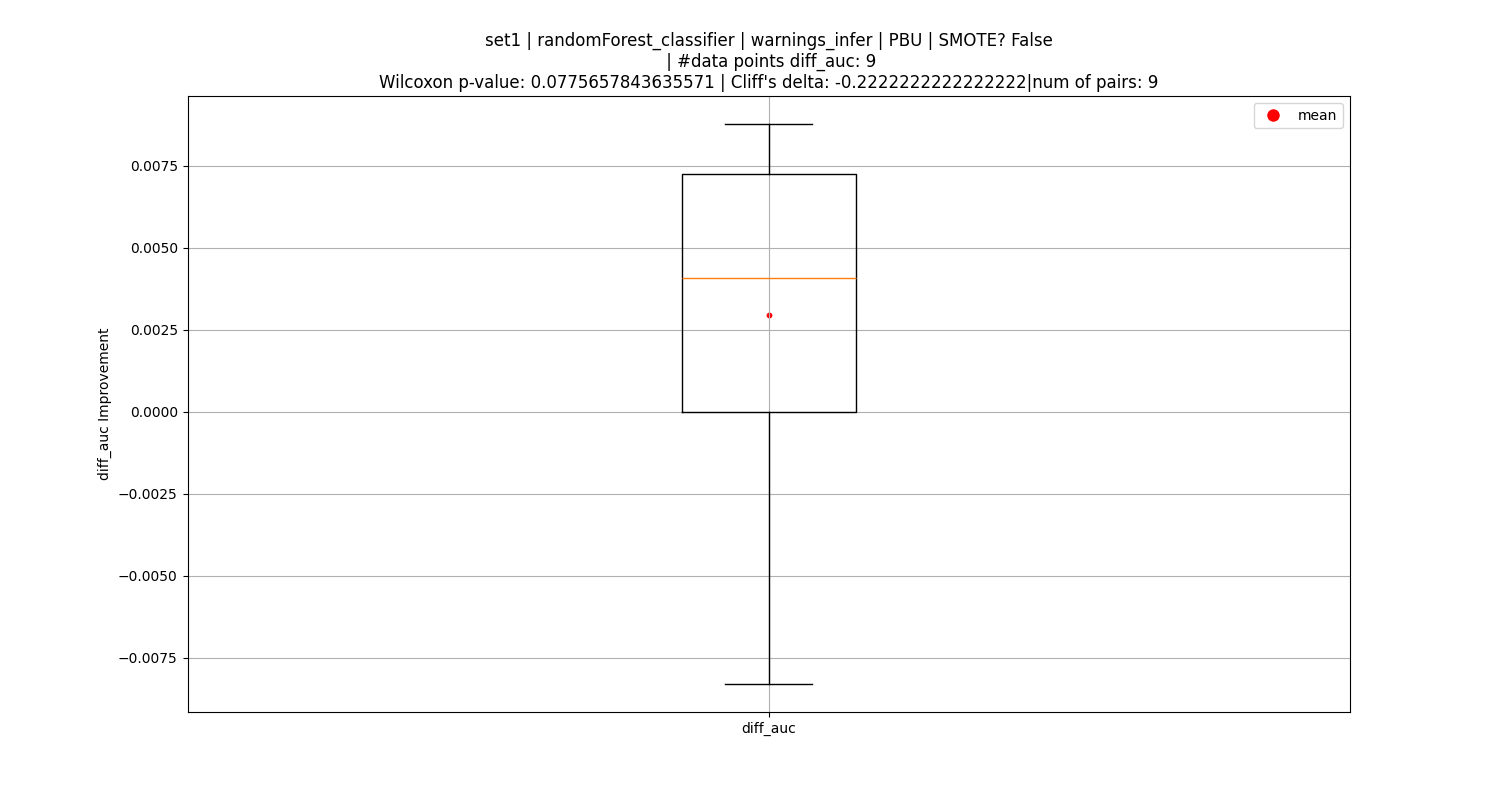 set1 | randomForest_classifier | warnings_infer | PBU | SMOTE? False
| #data points diff_auc: 9
Wilcoxon p-value: 0.0775657843635571 | Cliff's delta: -0.2222222222222222|num of pairs: 9
mean
0.0075
0.0050
0.0025
0.0000
−0.0025
−0.0050
−0.0075
diff_auc Improvement
diff_auc